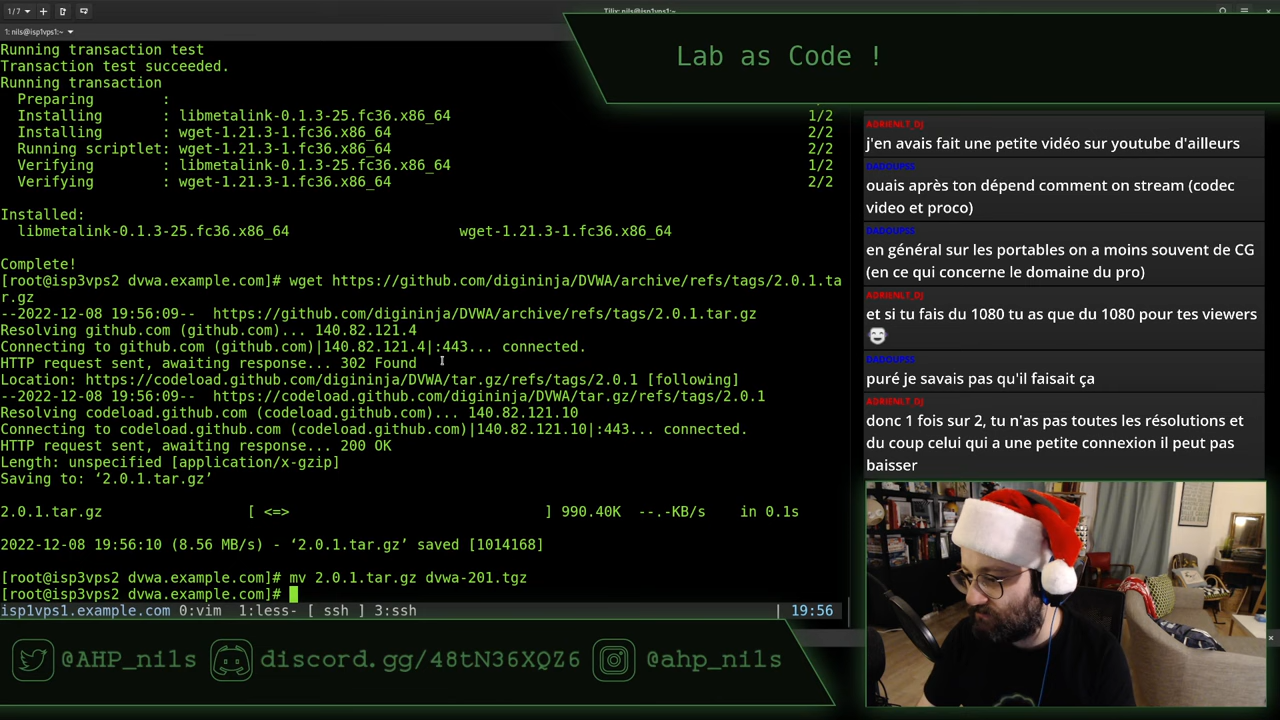 1/7
Tilix: nils@isp1vps1:~
1: nils@isp1vps1:~
Lab as Code !
Running transaction test
Transaction test succeeded.
Running transaction
Preparing :
Installing : libmetalink-0.1.3-25.fc36.x86_64 1/2
Installing : wget-1.21.3-1.fc36.x86_64 2/2
Running scriptlet: wget-1.21.3-1.fc36.x86_64 2/2
Verifying : libmetalink-0.1.3-25.fc36.x86_64 1/2
Verifying : wget-1.21.3-1.fc36.x86_64 2/2
Installed:
libmetalink-0.1.3-25.fc36.x86_64 wget-1.21.3-1.fc36.x86_64
Complete!
[root@isp3vps2 dvwa.example.com]# wget https://github.com/digininja/DVWA/archive/refs/tags/2.0.1.ta
r.gz
--2022-12-08 19:56:09-- https://github.com/digininja/DVWA/archive/refs/tags/2.0.1.tar.gz
Resolving github.com (github.com)... 140.82.121.4
Connecting to github.com (github.com)|140.82.121.4|:443... connected.
HTTP request sent, awaiting response... 302 Found
Location: https://codeload.github.com/digininja/DVWA/tar.gz/refs/tags/2.0.1 [following]
--2022-12-08 19:56:09-- https://codeload.github.com/digininja/DVWA/tar.gz/refs/tags/2.0.1
Resolving codeload.github.com (codeload.github.com)... 140.82.121.10
Connecting to codeload.github.com (codeload.github.com)|140.82.121.10|:443... connected.
HTTP request sent, awaiting response... 200 OK
Length: unspecified [application/x-gzip]
Saving to: ‘2.0.1.tar.gz’
2.0.1.tar.gz [ <=> ] 990.40K --.-KB/s in 0.1s
2022-12-08 19:56:10 (8.56 MB/s) - ‘2.0.1.tar.gz’ saved [1014168]
[root@isp3vps2 dvwa.example.com]# mv 2.0.1.tar.gz dvwa-201.tgz
[root@isp3vps2 dvwa.example.com]#
isp1vps1.example.com 0:vim 1:less- [ ssh ] 3:ssh | 19:56
ADRIENLT_DJ
j'en avais fait une petite vidéo sur youtube d'ailleurs
DADDUPSS
ouais après ton dépend comment on stream (codec
video et proco)
DADDUPSS
en général sur les portables on a moins souvent de CG
(en ce qui concerne le domaine du pro)
ADRIENLT_DJ
et si tu fais du 1080 tu as que du 1080 pour tes viewers
DADDUPSS
puré je savais pas qu'il faisait ça
ADRIENLT_DJ
donc 1 fois sur 2, tu n'as pas toutes les résolutions et
du coup celui qui a une petite connexion il peut pas
baisser
@AHP_nils discord.gg/48tN36XQZ6 @ahp_nils